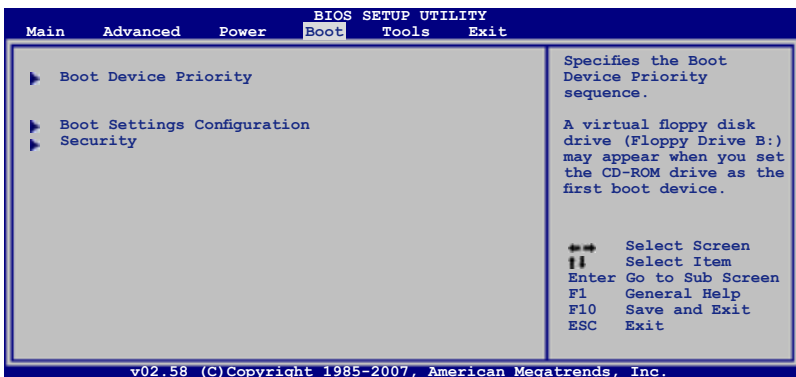 BIOS SETUP UTILITY
Main Advanced Power Boot Tools Exit
Boot Device Priority
Boot Settings Configuration
Security
Specifies the Boot
Device Priority
sequence.
A virtual floppy disk
drive (Floppy Drive B:)
may appear when you set
the CD-ROM drive as the
first boot device.
←→ Select Screen
↑↓ Select Item
Enter Go to Sub Screen
F1 General Help
F10 Save and Exit
ESC Exit
v02.58 (C)Copyright 1985-2007, American Megatrends, Inc.